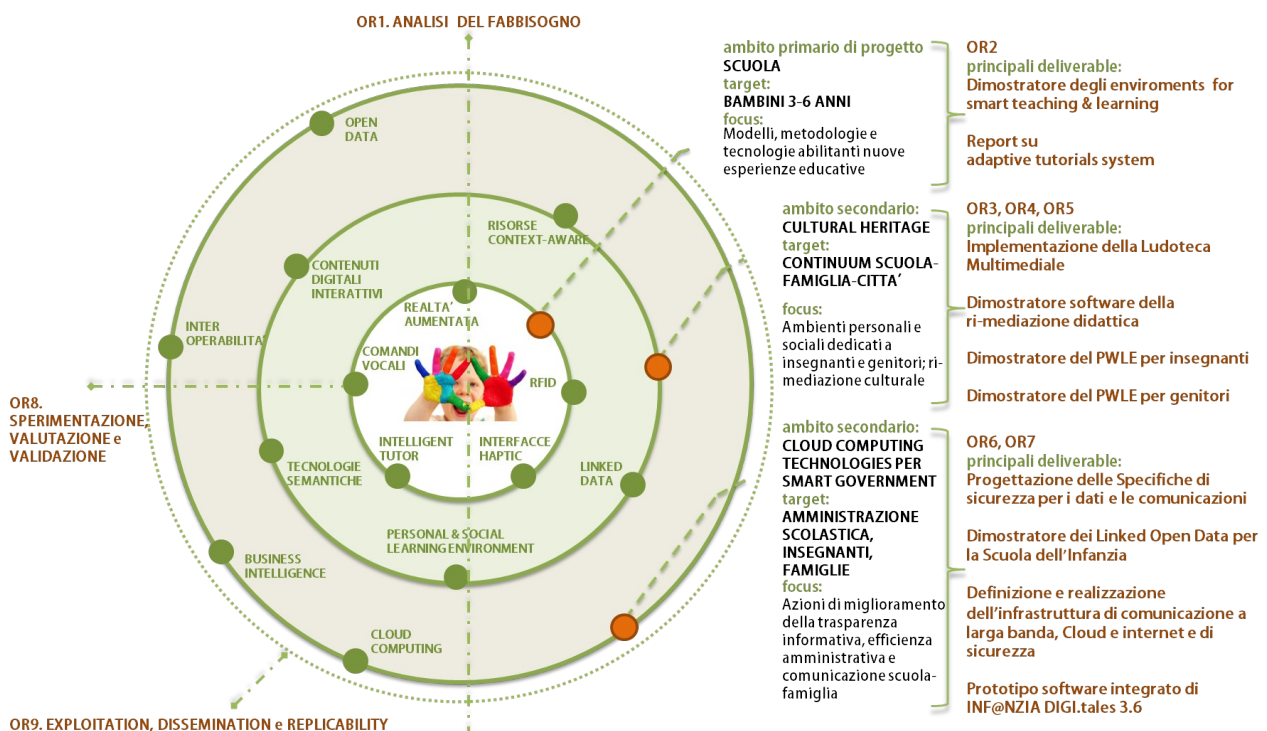 OR1. ANALISI DEL FABBISOGNO
OPEN
DATA
RISORSE
CONTEXT-AWARE
CONTENUTI
DIGITALI
INTERATTIVI
REALTA’
AUMENTATA
INTER
OPERABILITA’
COMANDI
VOCALI
RFID
OR8.
SPERIMENTAZIONE,
VALUTAZIONE e
VALIDAZIONE
INTELLIGENT
TUTOR
INTERFACCE
HAPTIC
TECNOLOGIE
SEMANTICHE
LINKED
DATA
PERSONAL & SOCIAL
LEARNING ENVIRONMENT
BUSINESS
INTELLIGENCE
CLOUD
COMPUTING
OR9. EXPLOITATION, DISSEMINATION e REPLICABILITY
ambito primario di progetto
SCUOLA
target:
BAMBINI 3-6 ANNI
focus:
Modelli, metodologie e
tecnologie abilitanti nuove
esperienze educative
OR2
principali deliverable:
Dimostratore degli enviroments for
smart teaching & learning
Report su
adaptive tutorials system
ambito secondario:
CULTURAL HERITAGE
target:
CONTINUUM SCUOLA-
FAMIGLIA-CITTA’
focus:
Ambienti personali e
sociali dedicati a
insegnanti e genitori; ri-
mediazione culturale
OR3, OR4, OR5
principali deliverable:
Implementazione della Ludoteca
Multimediale
Dimostratore software della
ri-mediazione didattica
Dimostratore del PWLE per insegnanti
Dimostratore del PWLE per genitori
ambito secondario:
CLOUD COMPUTING
TECHNOLOGIES PER
SMART GOVERNMENT
target:
AMMINISTRAZIONE
SCOLASTICA,
INSEGNANTI,
FAMIGLIE
focus:
Azioni di miglioramento
della trasparenza
informativa, efficienza
amministrativa e
comunicazione scuola-
famiglia
OR6, OR7
principali deliverable:
Progettazione delle Specifiche di
sicurezza per i dati e le comunicazioni
Dimostratore dei Linked Open Data per
la Scuola dell’Infanzia
Definizione e realizzazione
dell’infrastruttura di comunicazione a
larga banda, Cloud e internet e di
sicurezza
Prototipo software integrato di
INF@NZIA DIGI.tales 3.6